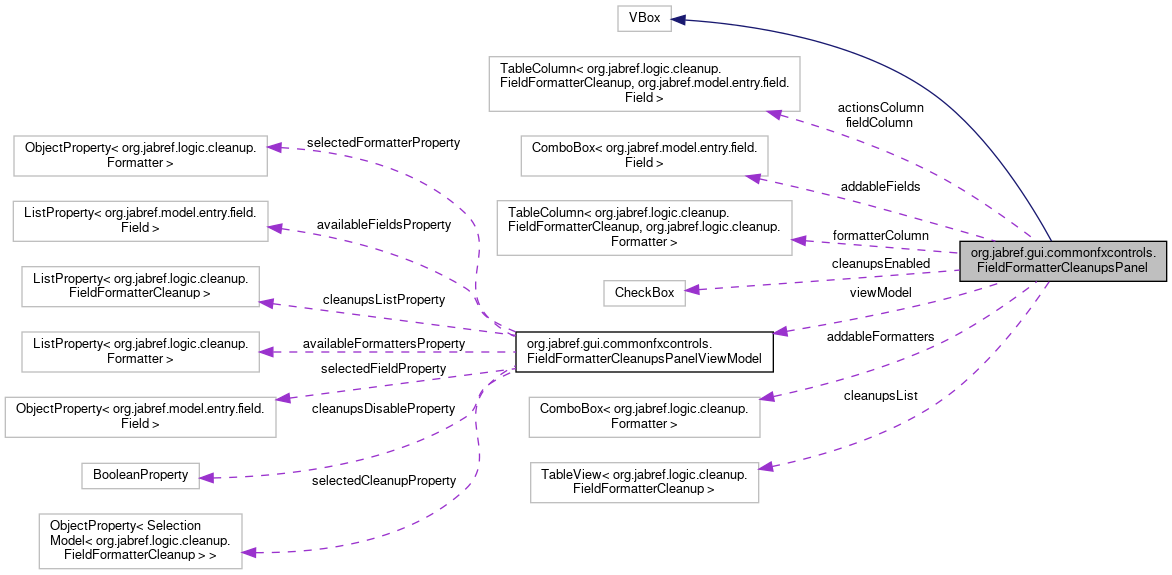 VBox
TableColumn< org.jabref.logic.cleanup.
FieldFormatterCleanup, org.jabref.model.entry.field.
Field >
actionsColumn
fieldColumn
ObjectProperty< org.jabref.logic.cleanup.
Formatter >
selectedFormatterProperty
ComboBox< org.jabref.model.entry.field.
Field >
addableFields
ListProperty< org.jabref.model.entry.field.
Field >
availableFieldsProperty
TableColumn< org.jabref.logic.cleanup.
FieldFormatterCleanup, org.jabref.logic.cleanup.
Formatter >
formatterColumn
org.jabref.gui.commonfxcontrols.
FieldFormatterCleanupsPanel
cleanupsEnabled
ListProperty< org.jabref.logic.cleanup.
FieldFormatterCleanup >
cleanupsListProperty
CheckBox
viewModel
ListProperty< org.jabref.logic.cleanup.
Formatter >
availableFormattersProperty
org.jabref.gui.commonfxcontrols.
FieldFormatterCleanupsPanelViewModel
addableFormatters
selectedFieldProperty
ObjectProperty< org.jabref.model.entry.field.
Field >
cleanupsDisableProperty
ComboBox< org.jabref.logic.cleanup.
Formatter >
cleanupsList
BooleanProperty
selectedCleanupProperty
TableView< org.jabref.logic.cleanup.
FieldFormatterCleanup >
ObjectProperty< Selection
Model< org.jabref.logic.cleanup.
FieldFormatterCleanup > >